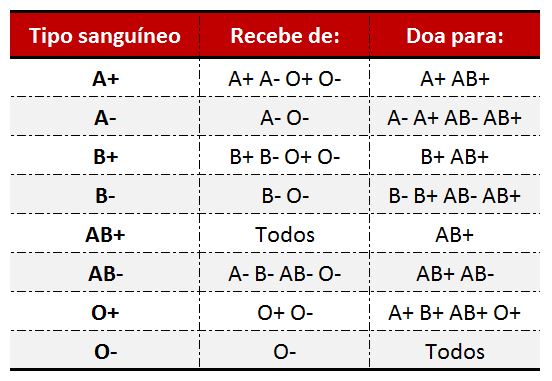 Tipo sanguíneo Recebe de: Doa para:
A+ A+ A- O+ O- A+ AB+
A- A- O- A- A+ AB- AB+
B+ B+ B- O+ O- B+ AB+
B- B- O- B- B+ AB- AB+
AB+ Todos AB+
AB- A- B- AB- O- AB+ AB-
O+ O+ O- A+ B+ AB+ O+
O- O- Todos